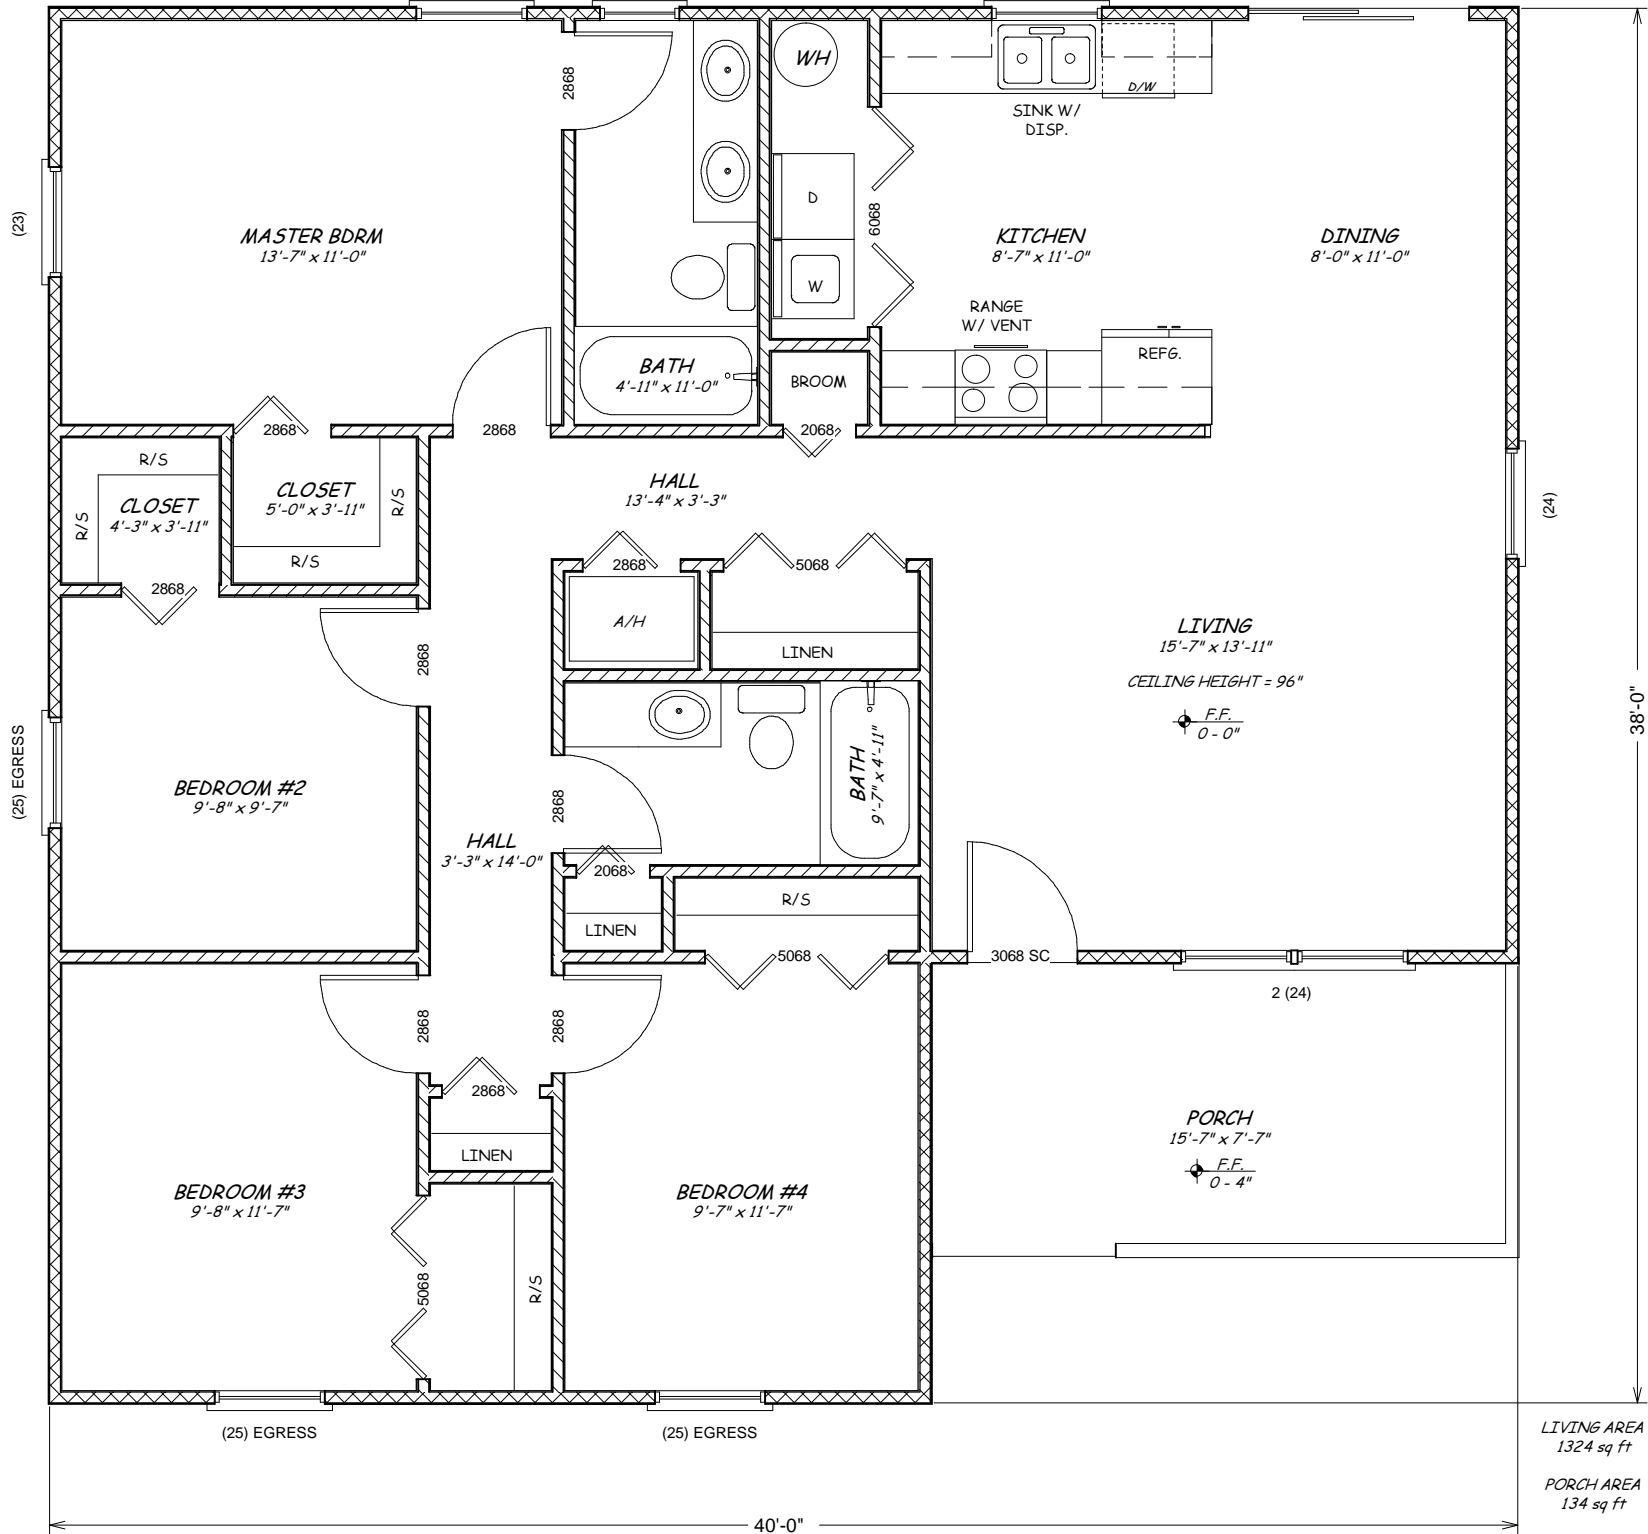 WH
D/W
SINK W/
DISP.
2868
D
6068
W
(23)
MASTER BDRM
13'-7" x 11'-0"
KITCHEN
8'-7" x 11'-0"
DINING
8'-0" x 11'-0"
RANGE
W/ VENT
REFG.
BATH
4'-11" x 11'-0"
BROOM
2868
2868
2068
R/S
R/S
CLOSET
4'-3" x 3'-11"
CLOSET
5'-0" x 3'-11"
R/S
R/S
HALL
13'-4" x 3'-3"
(24)
2868
2868
5068
A/H
LINEN
2868
LIVING
15'-7" x 13'-11"
CEILING HEIGHT = 96"
F.F.
0 - 0"
38'-0"
(25) EGRESS
BEDROOM #2
9'-8" x 9'-7"
BATH
9'-7" x 4'-11"
2868
HALL
3'-3" x 14'-0"
2068
LINEN
R/S
5068
3068 SC
2 (24)
2868
2868
2868
LINEN
PORCH
15'-7" x 7'-7"
F.F.
0 - 4"
BEDROOM #3
9'-8" x 11'-7"
BEDROOM #4
9'-7" x 11'-7"
5068
R/S
(25) EGRESS
(25) EGRESS
LIVING AREA
1324 sq ft
PORCH AREA
134 sq ft
40'-0"